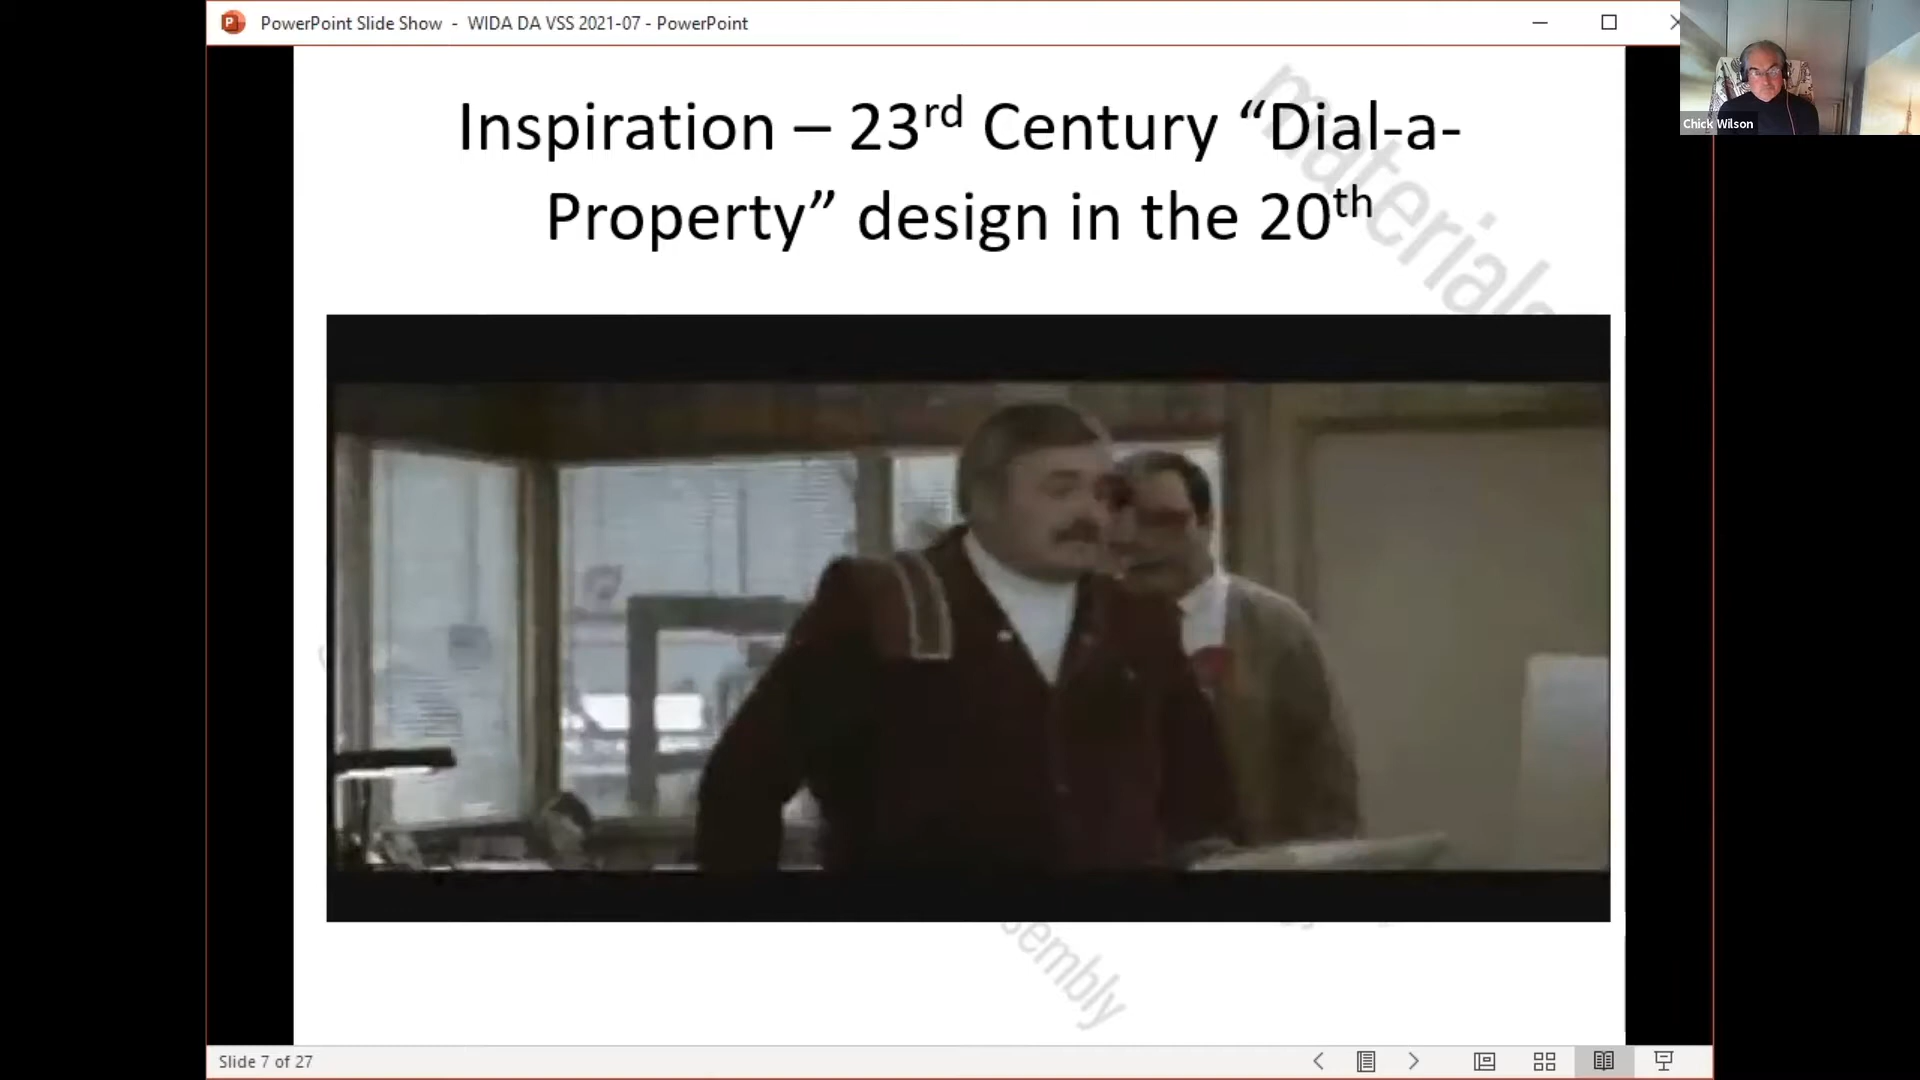 PowerPoint Slide Show - WIDA DA VSS 2021-07 - PowerPoint
Chick Wilson
Inspiration – 23rd Century “Dial-a-
Property” design in the 20th
materials
sembly
Slide 7 of 27